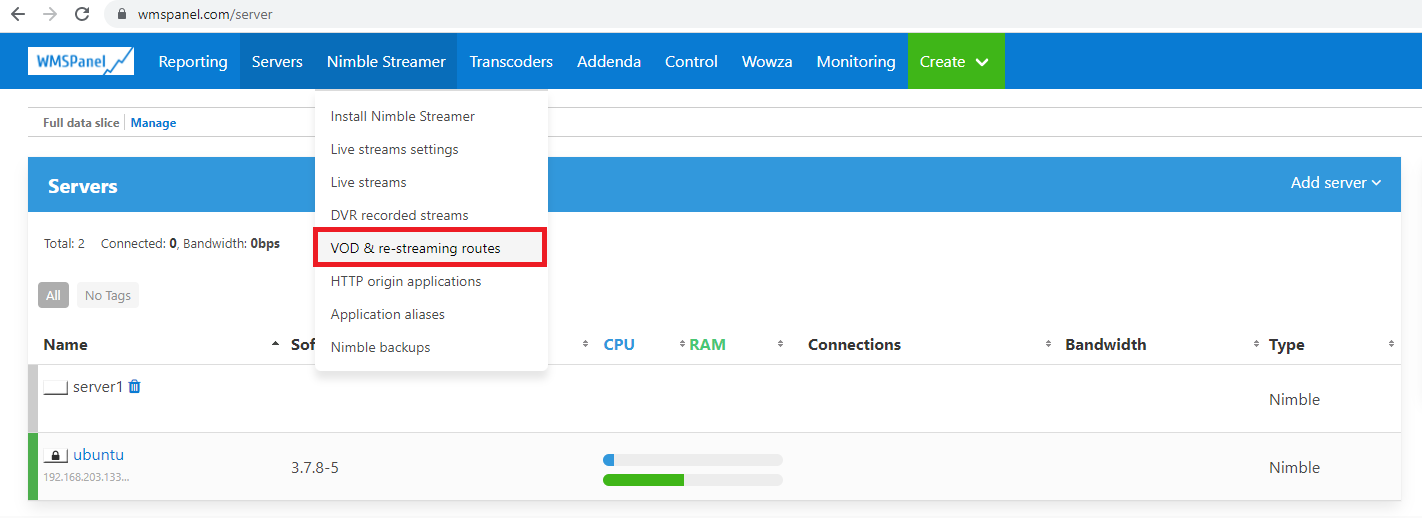 wmspanel.com/server
WMSPanel Reporting Servers Nimble Streamer Transcoders Addenda Control Wowza Monitoring Create
Install Nimble Streamer
Full data slice Manage
Live streams settings
Live streams
Servers Add server
DVR recorded streams
Total: 2 Connected: 0, Bandwidth: 0bps
VOD & re-streaming routes
HTTP origin applications
All No Tags
Application aliases
Nimble backups
Name Sof CPU RAM Connections Bandwidth Type
server1
Nimble
ubuntu
3.7.8-5 Nimble
192.168.203.133...